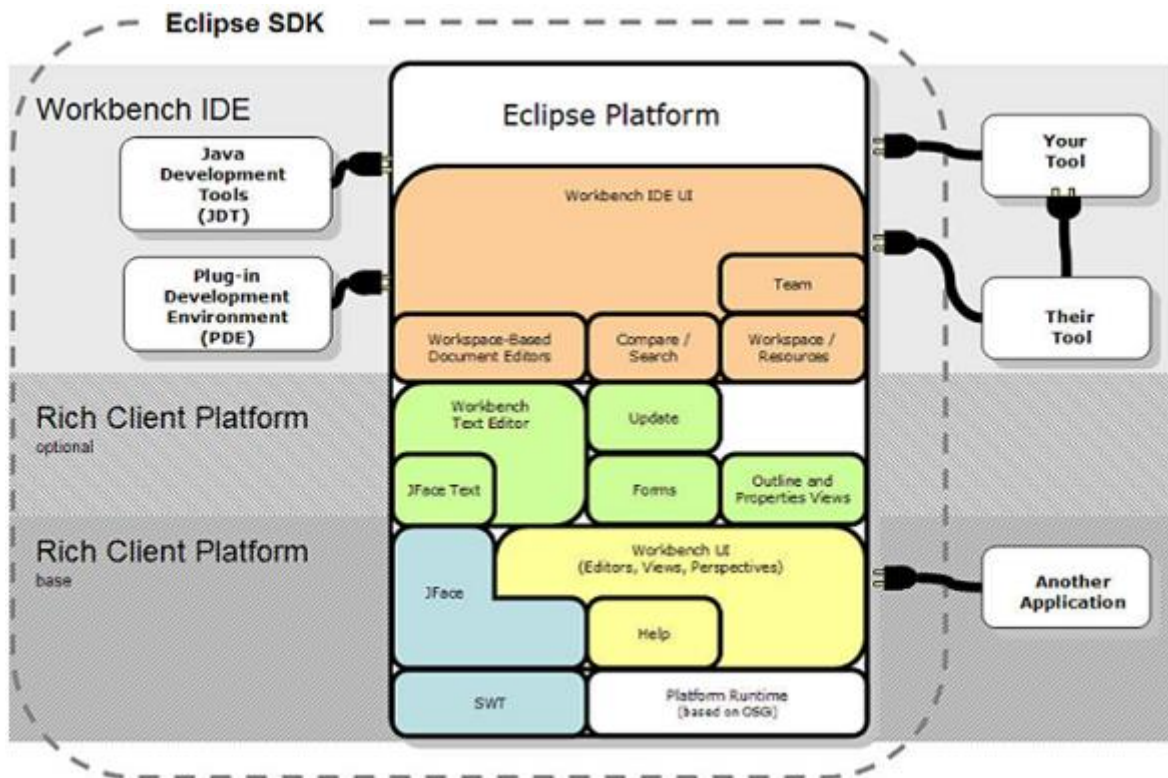 Eclipse SDK
Workbench IDE
Eclipse Platform
Java
Development
Tools
(JDT)
Your
Tool
Workbench IDE UI
Plug-in
Development
Environment
(PDE)
Team
Their
Tool
Workspace-Based
Document Editors
Compare /
Search
Workspace /
Resources
Rich Client Platform
optional
Workbench
Text Editor
Update
JFace Text
Forms
Outline and
Properties Views
Rich Client Platform
base
Workbench UI
(Editors, Views, Perspectives)
JFace
Another
Application
Help
SWT
Platform Runtime
(based on OSGi)